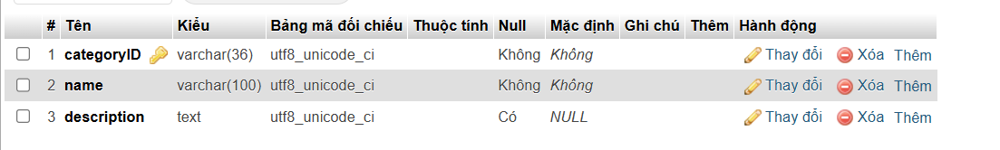 # Tên Kiểu Bảng mã đối chiếu Thuộc tính Null Mặc định Ghi chú Thêm Hành động
1 categoryID varchar(36) utf8_unicode_ci Không Không Thay đổi Xóa Thêm
2 name varchar(100) utf8_unicode_ci Không Không Thay đổi Xóa Thêm
3 description text utf8_unicode_ci Có NULL Thay đổi Xóa Thêm